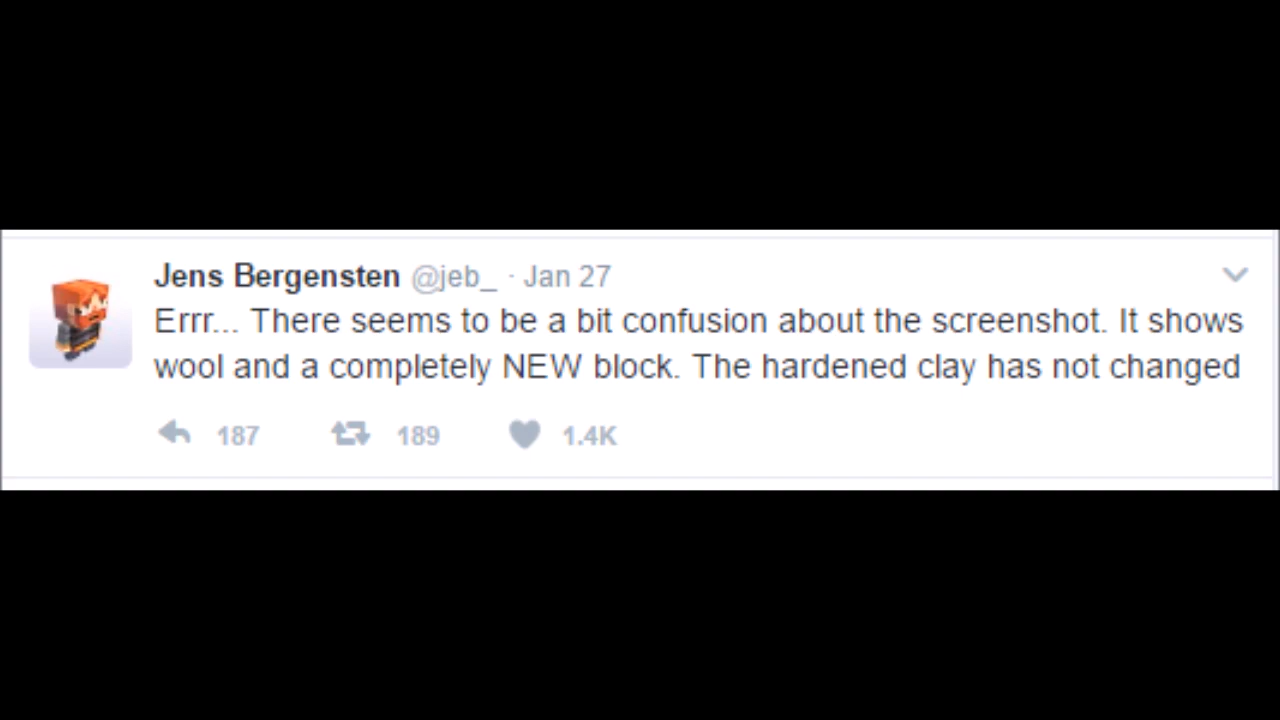 Jens Bergensten @jeb_ · Jan 27
Errr... There seems to be a bit confusion about the screenshot. It shows
wool and a completely NEW block. The hardened clay has not changed
187 189 1.4K